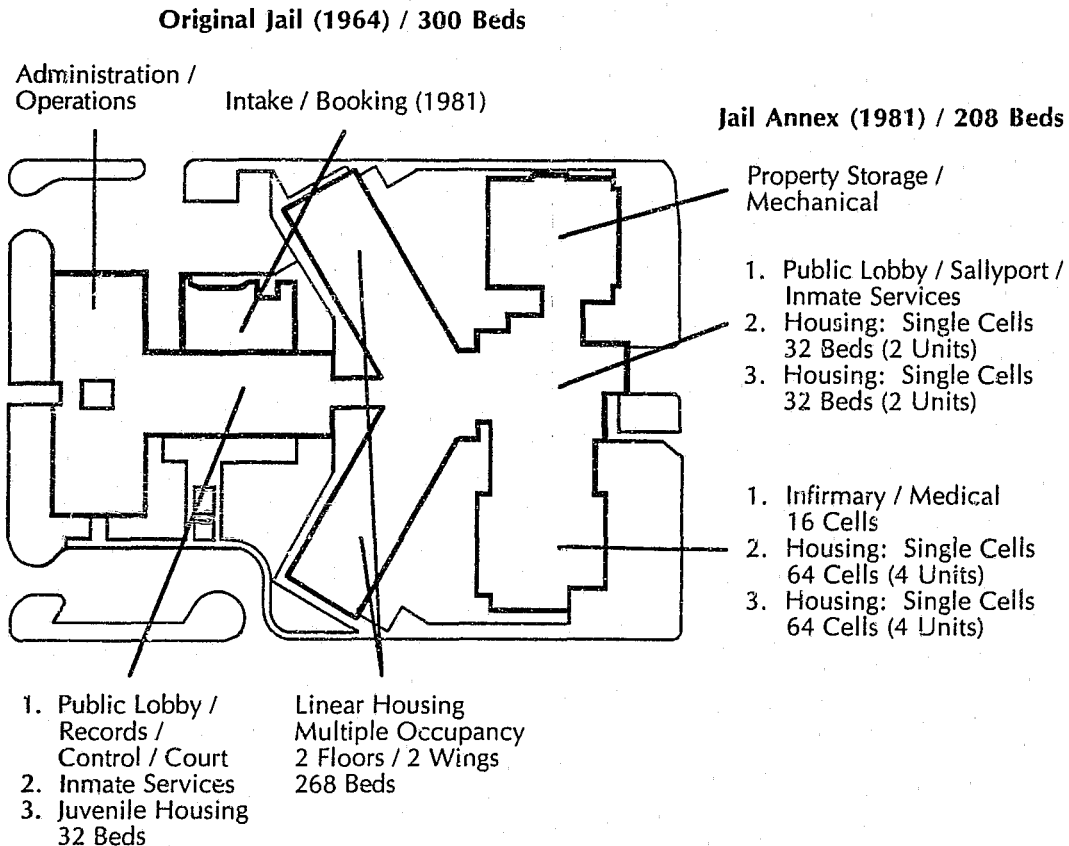 Original Jail (1964) / 300 Beds
Administration /
Operations
Intake / Booking (1981)
Jail Annex (1981) / 208 Beds
Property Storage /
Mechanical
1. Public Lobby / Sallyport /
Inmate Services
2. Housing: Single Cells
32 Beds (2 Units)
3. Housing: Single Cells
32 Beds (2 Units)
1. Infirmary / Medical
16 Cells
2. Housing: Single Cells
64 Cells (4 Units)
3. Housing: Single Cells
64 Cells (4 Units)
1. Public Lobby /
Records /
Control / Court
2. Inmate Services
3. Juvenile Housing
32 Beds
Linear Housing
Multiple Occupancy
2 Floors / 2 Wings
268 Beds